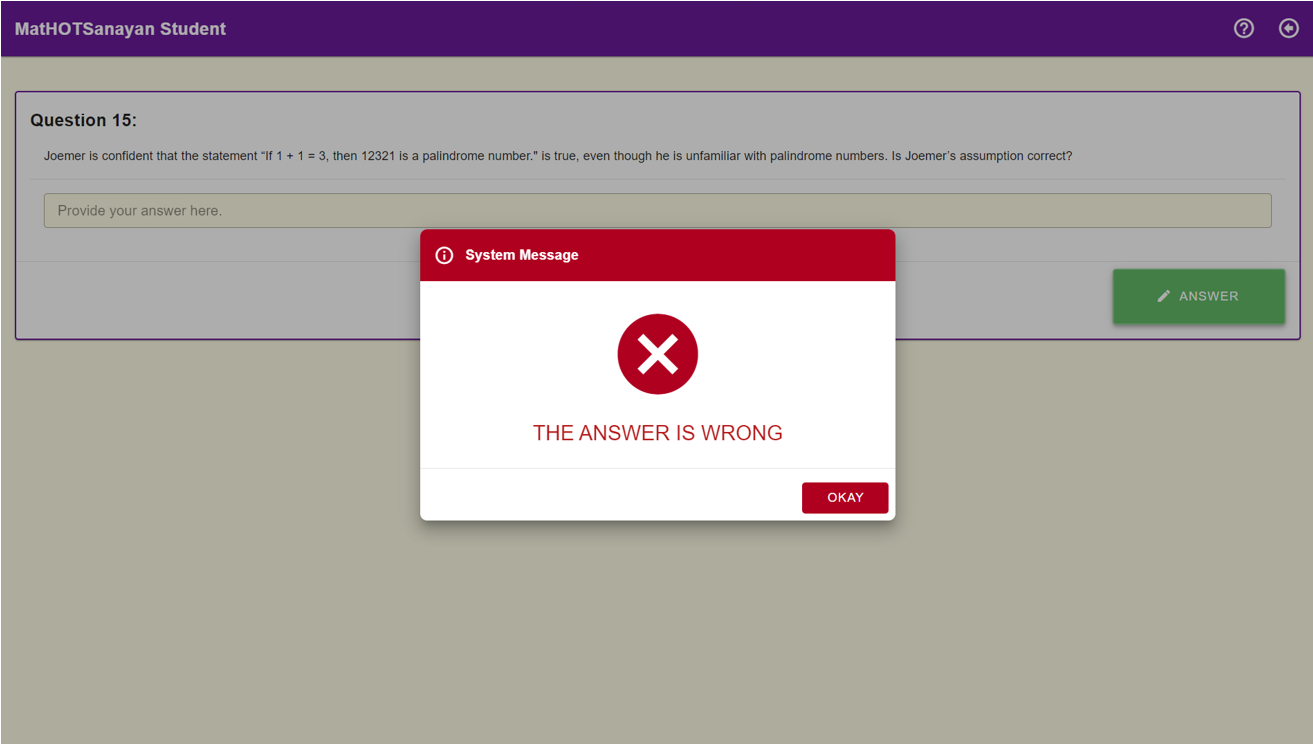 MatHOTSanayan Student
Question 15:
Joemer is confident that the statement “If 1 + 1 = 3, then 12321 is a palindrome number." is true, even though he is unfamiliar with palindrome numbers. Is Joemer’s assumption correct?
Provide your answer here.
System Message
ANSWER
THE ANSWER IS WRONG
OKAY